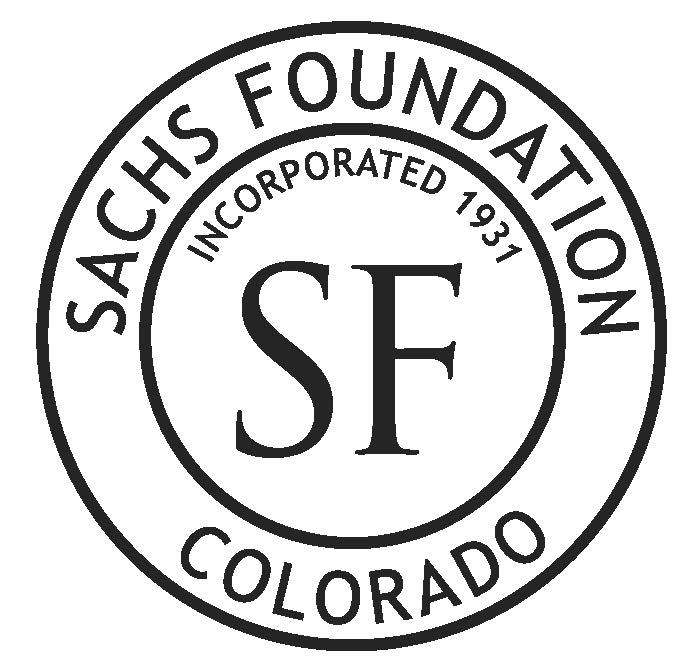 SACHS FOUNDATION
INCORPORATED 1931
SF
COLORADO